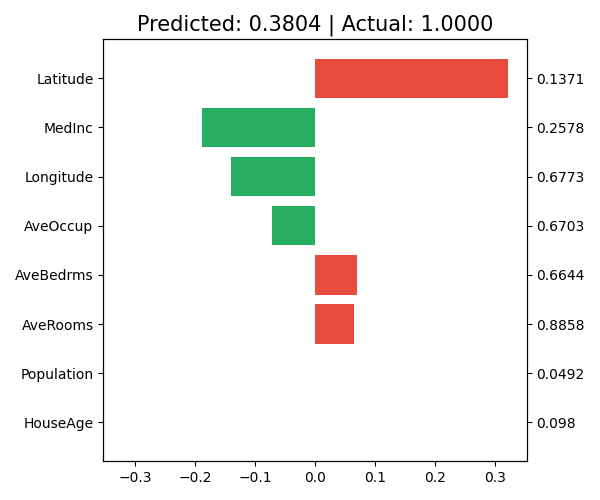 Predicted: 0.3804 | Actual: 1.0000
Latitude 0.1371
MedInc 0.2578
Longitude 0.6773
AveOccup 0.6703
AveBedrms 0.6644
AveRooms 0.8858
Population 0.0492
HouseAge 0.098
−0.3 −0.2 −0.1 0.0 0.1 0.2 0.3